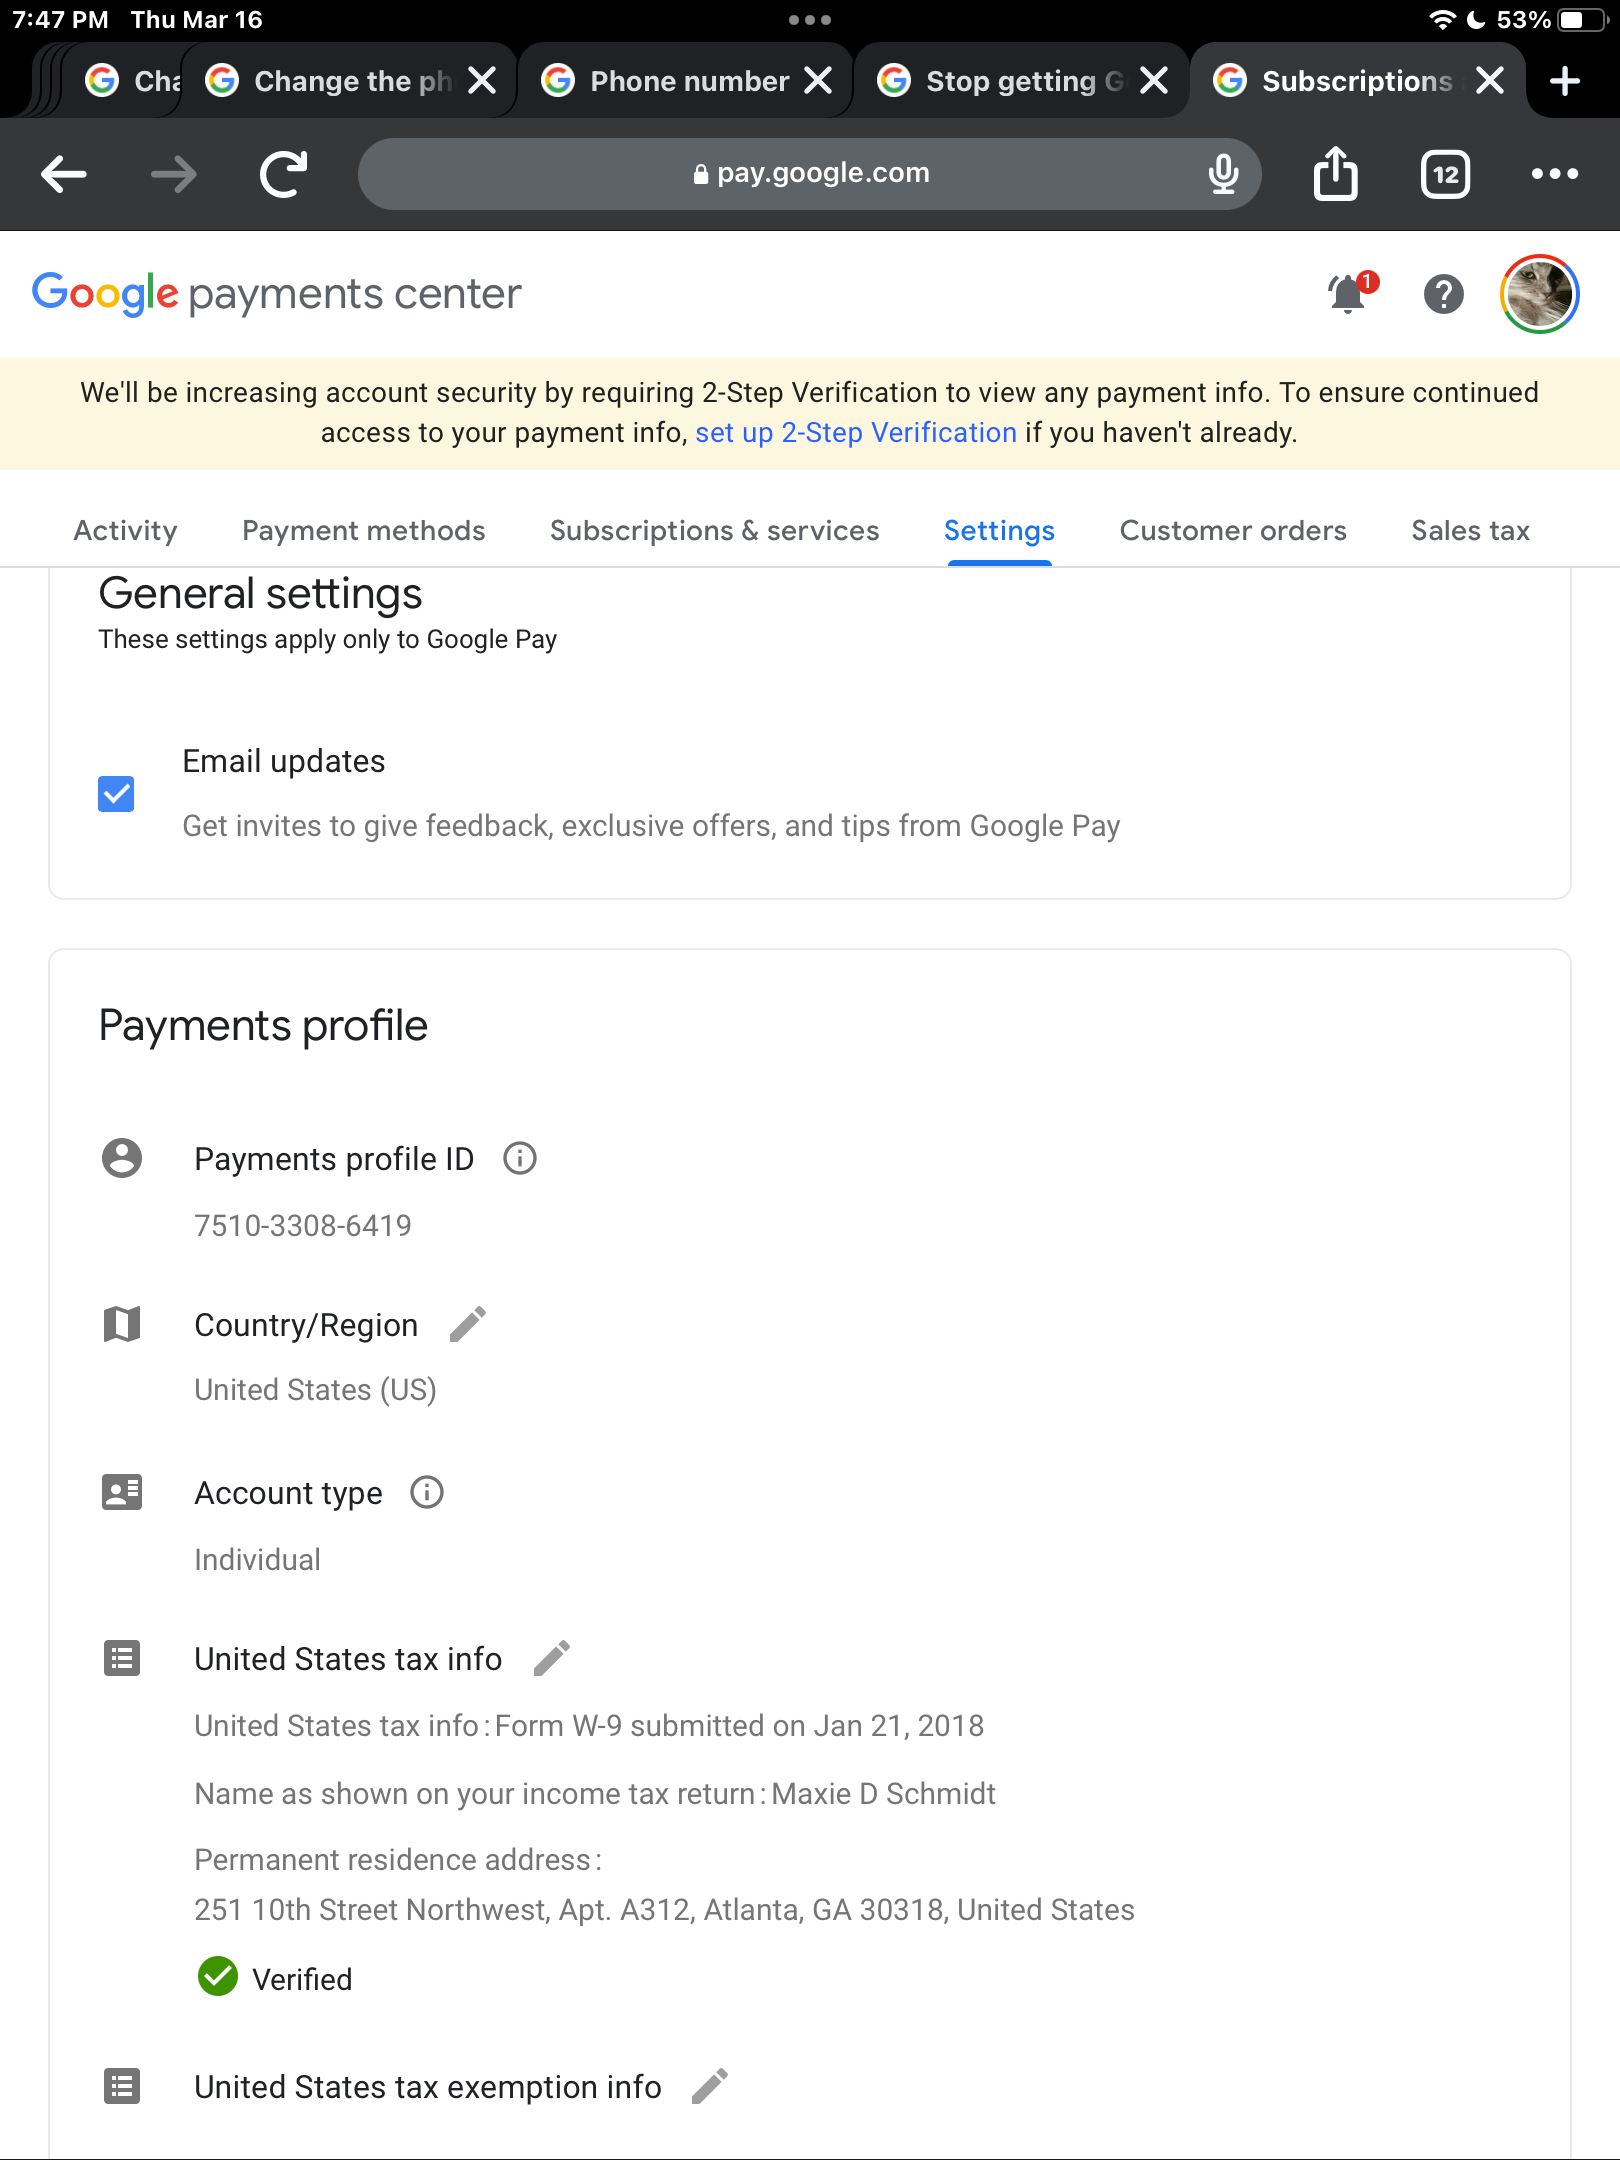 7:47 PM Thu Mar 16
53%
Cha
Change the ph
Phone number
Stop getting G
Subscriptions
pay.google.com
12
Google payments center
1
We'll be increasing account security by requiring 2-Step Verification to view any payment info. To ensure continued
access to your payment info, set up 2-Step Verification if you haven't already.
Activity
Payment methods
Subscriptions & services
Settings
Customer orders
Sales tax
General settings
These settings apply only to Google Pay
Email updates
Get invites to give feedback, exclusive offers, and tips from Google Pay
Payments profile
Payments profile ID
7510-3308-6419
Country/Region
United States (US)
Account type
Individual
United States tax info
United States tax info: Form W-9 submitted on Jan 21, 2018
Name as shown on your income tax return: Maxie D Schmidt
Permanent residence address:
251 10th Street Northwest, Apt. A312, Atlanta, GA 30318, United States
Verified
United States tax exemption info